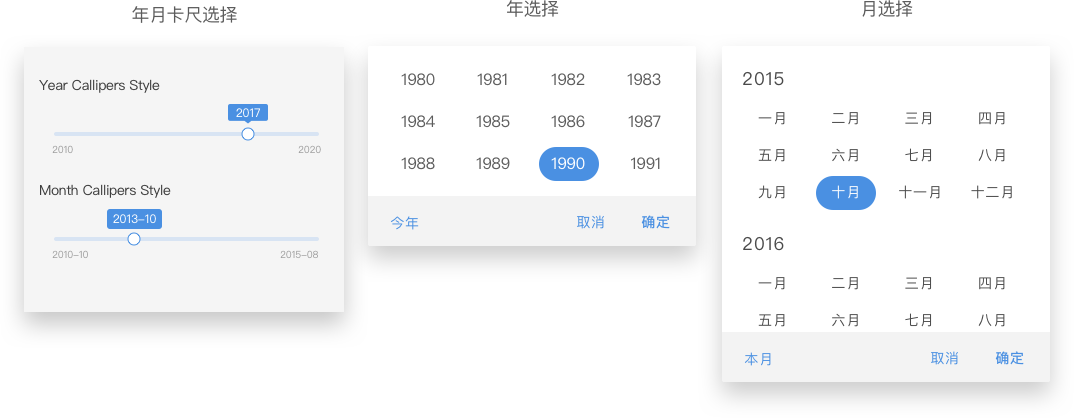 年月卡尺选择
Year Callipers Style
2017
2010 2020
Month Callipers Style
2013-10
2010-10 2015-08
年选择
1980 1981 1982 1983
1984 1985 1986 1987
1988 1989 1990 1991
今年 取消 确定
月选择
2015
一月 二月 三月 四月
五月 六月 七月 八月
九月 十月 十一月 十二月
2016
一月 二月 三月 四月
五月 六月 七月 八月
本月 取消 确定